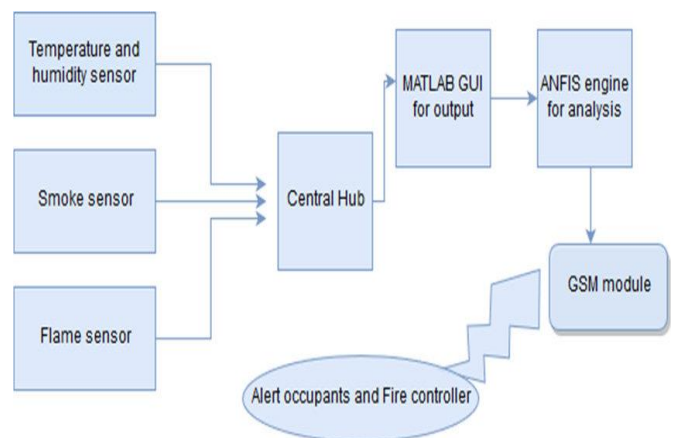 Temperature and
humidity sensor
Smoke sensor
Flame sensor
Central Hub
MATLAB GUI
for output
ANFIS engine
for analysis
GSM module
Alert occupants and Fire controller